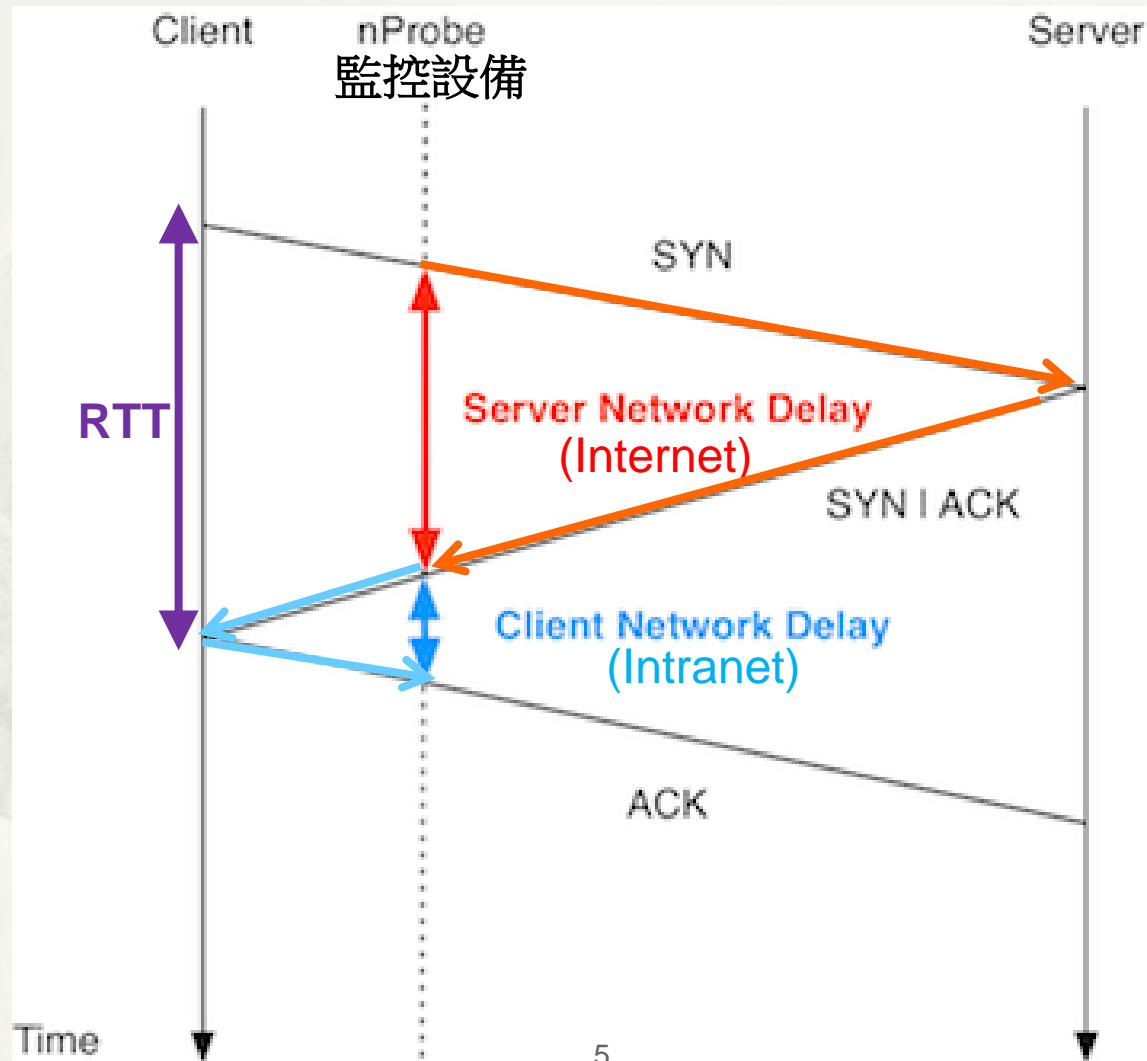 Client nProbe Server
監控設備
SYN
RTT
Server Network Delay
(Internet)
SYN | ACK
Client Network Delay
(Intranet)
ACK
Time
5